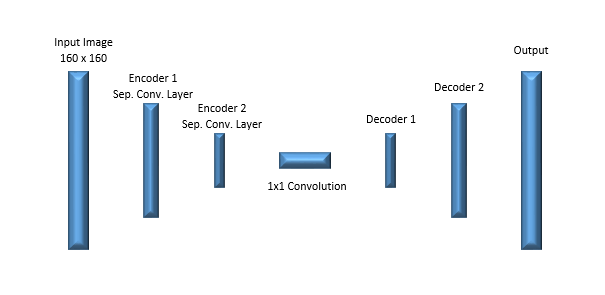 Input Image
160 x 160
Encoder 1
Sep. Conv. Layer
Encoder 2
Sep. Conv. Layer
1x1 Convolution
Decoder 1
Decoder 2
Output